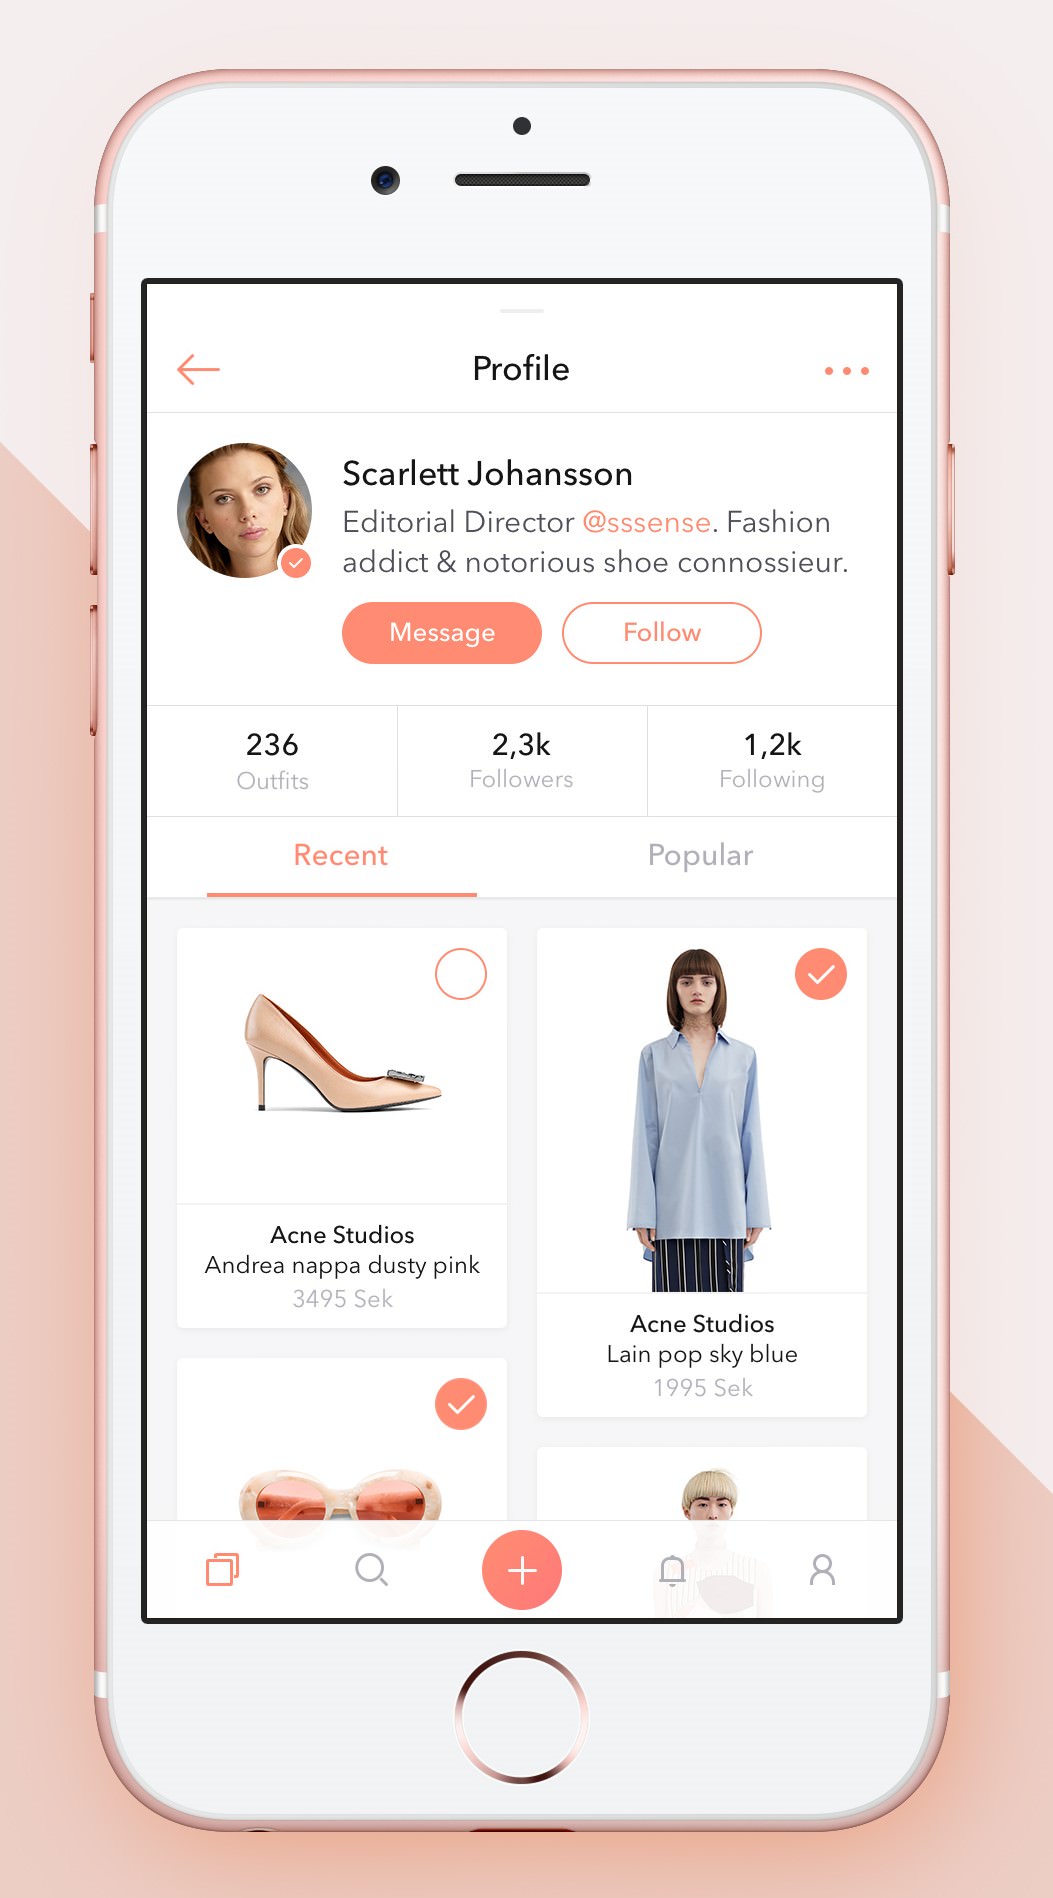 Profile
Scarlett Johansson
Editorial Director @sssense. Fashion
addict & notorious shoe connossieur.
Message
Follow
236
Outfits
2,3k
Followers
1,2k
Following
Recent
Popular
Acne Studios
Andrea nappa dusty pink
3495 Sek
Acne Studios
Lain pop sky blue
1995 Sek